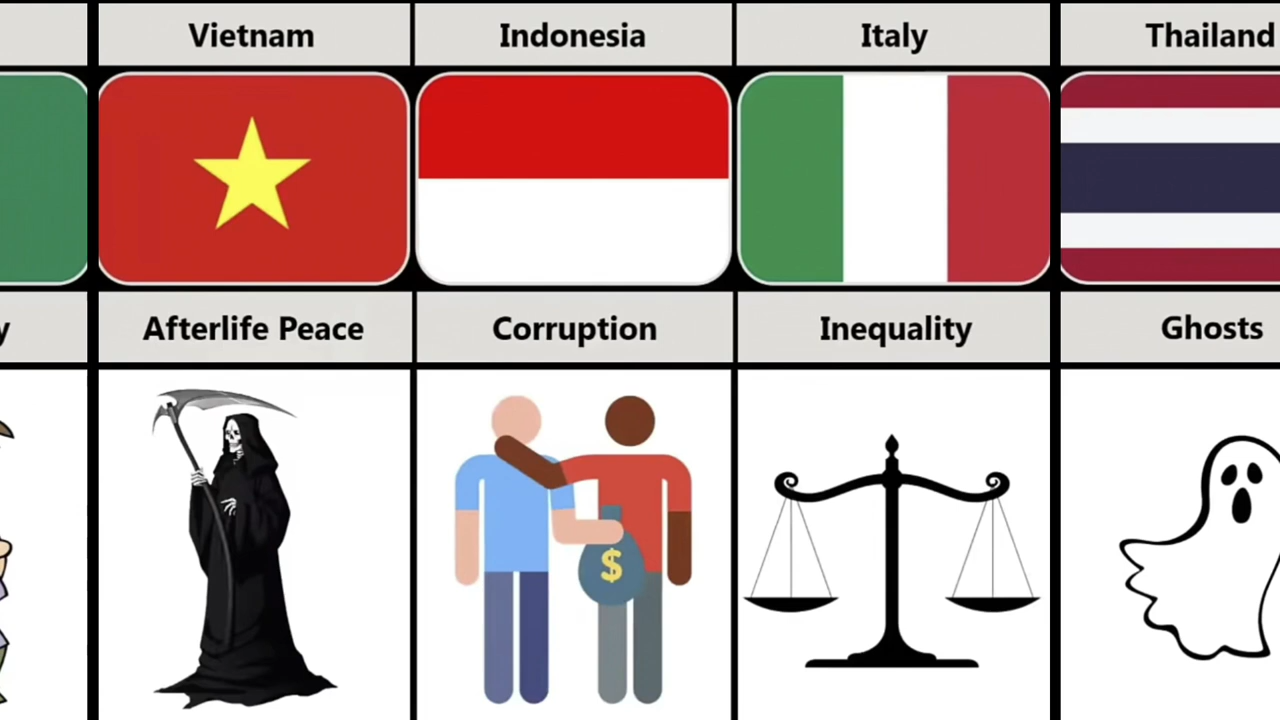 Vietnam
Indonesia
Italy
Thailand
Afterlife Peace
Corruption
Inequality
Ghosts
$